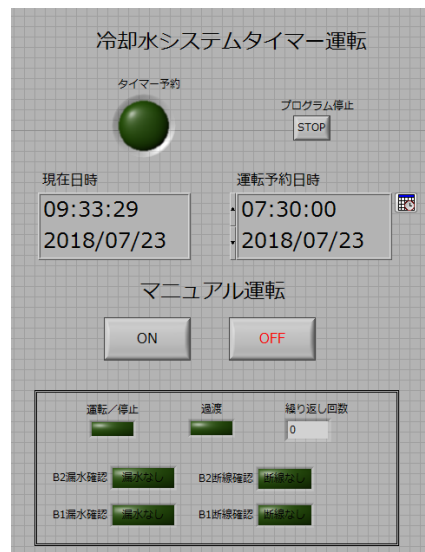 冷却水システムタイマー運転
タイマー予約
プログラム停止
STOP
現在日時
運転予約日時
09:33:29
2018/07/23
07:30:00
2018/07/23
マニュアル運転
ON
OFF
運転／停止
過渡
繰り返し回数
0
B2漏水確認
漏水なし
B2断線確認
断線なし
B1漏水確認
漏水なし
B1断線確認
断線なし